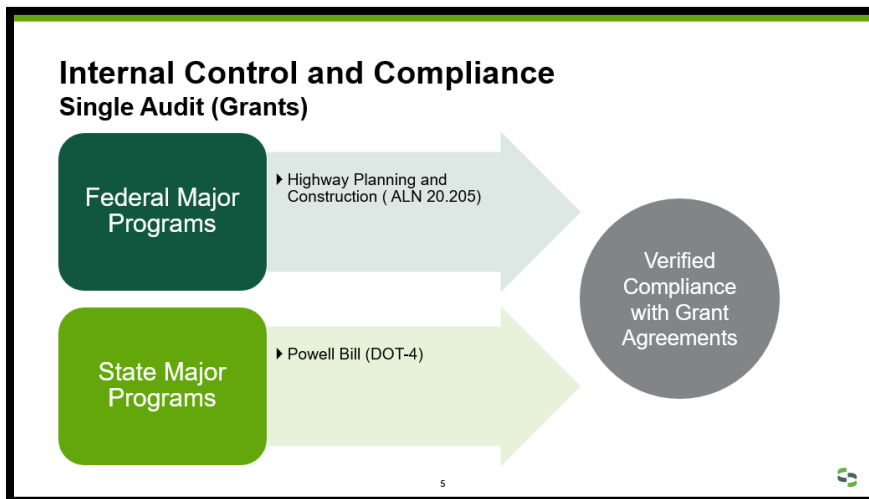 Internal Control and Compliance
Single Audit (Grants)
Federal Major
Programs
Highway Planning and
Construction ( ALN 20.205)
State Major
Programs
Powell Bill (DOT-4)
Verified
Compliance
with Grant
Agreements
5